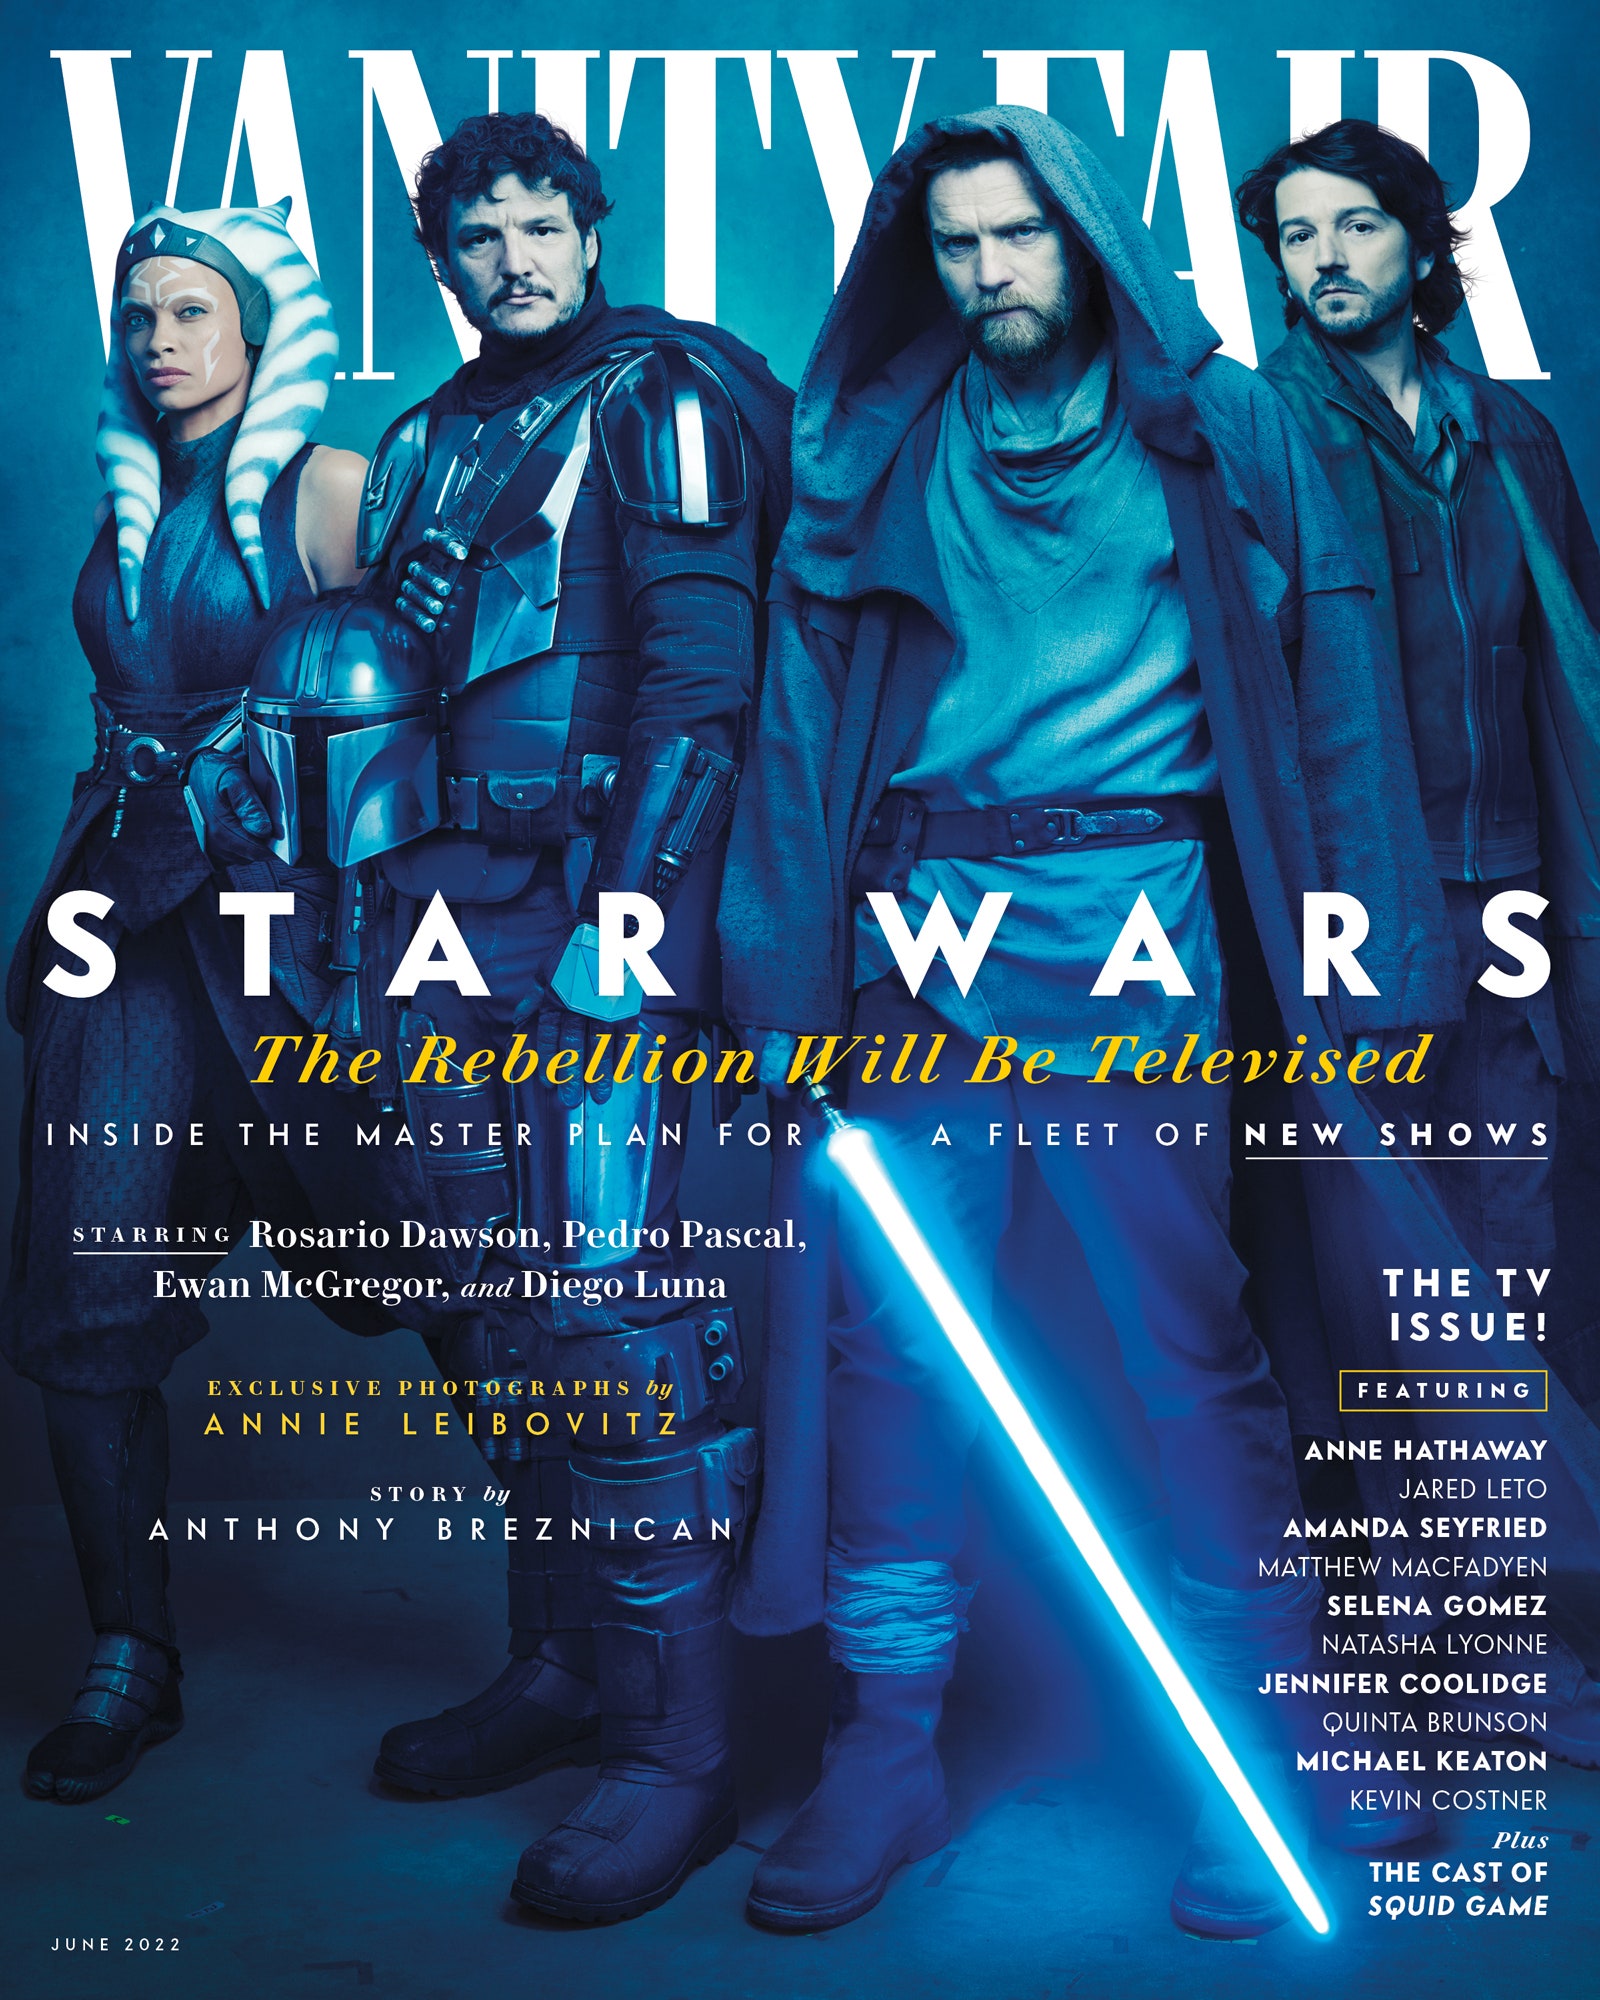 VANITY FAIR
STAR WARS
The Rebellion Will Be Televised
INSIDE THE MASTER PLAN FOR A FLEET OF NEW SHOWS
STARRING Rosario Dawson, Pedro Pascal,
Ewan McGregor, and Diego Luna
EXCLUSIVE PHOTOGRAPHS by
ANNIE LEIBOVITZ
STORY by
ANTHONY BREZNICAN
THE TV
ISSUE!
FEATURING
ANNE HATHAWAY
JARED LETO
AMANDA SEYFRIED
MATTHEW MACFADYEN
SELENA GOMEZ
NATASHA LYONNE
JENNIFER COOLIDGE
QUINTA BRUNSON
MICHAEL KEATON
KEVIN COSTNER
Plus
THE CAST OF
SQUID GAME
JUNE 2022